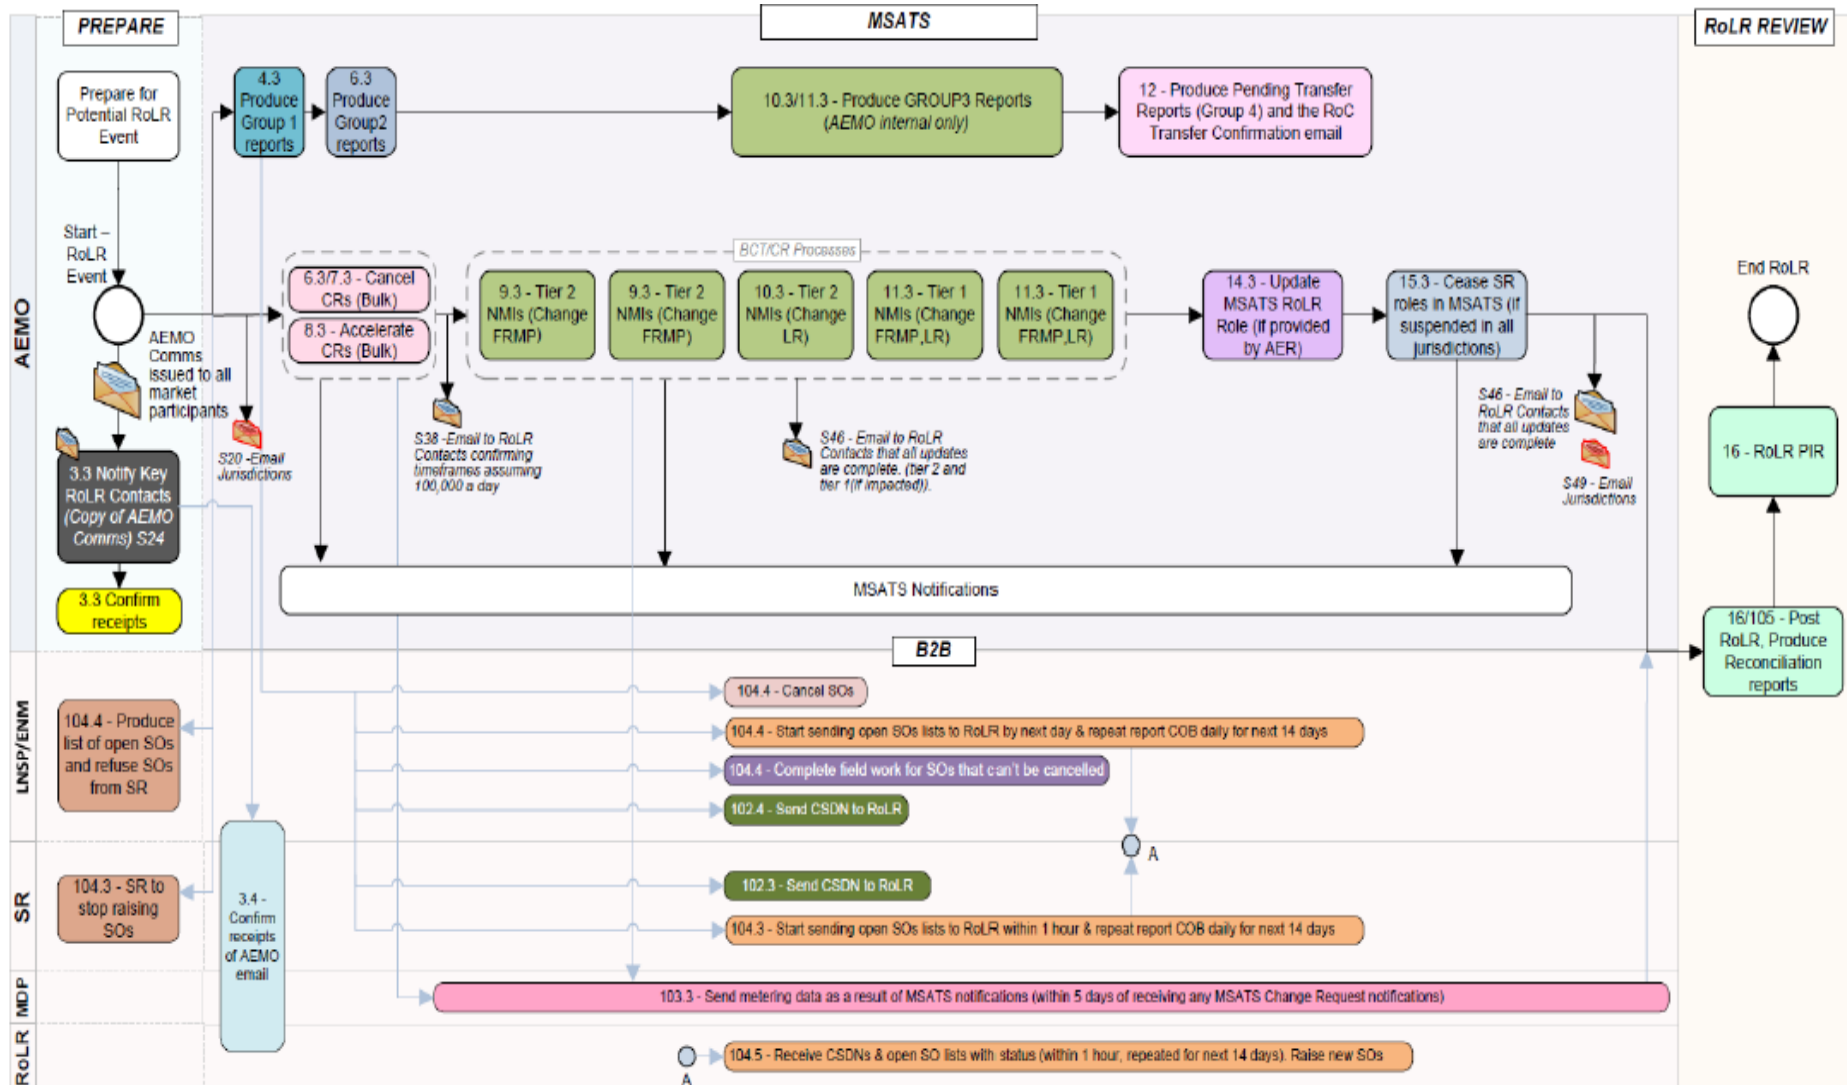 PREPARE
MSATS
RoLR REVIEW
AEMO
Prepare for
Potential RoLR
Event
4.3
Produce
Group 1
reports
6.3
Produce
Group2
reports
10.3/11.3 - Produce GROUP3 Reports
(AEMO internal only)
12 - Produce Pending Transfer
Reports (Group 4) and the RoC
Transfer Confirmation email
Start –
RoLR
Event
BCT/CR Processes
6.3/7.3 - Cancel
CRs (Bulk)
8.3 - Accelerate
CRs (Bulk)
9.3 - Tier 2
NMIs (Change
FRMP)
9.3 - Tier 2
NMIs (Change
FRMP)
10.3 - Tier 2
NMIs (Change
LR)
11.3 - Tier 1
NMIs (Change
FRMP,LR)
11.3 - Tier 1
NMIs (Change
FRMP,LR)
14.3 - Update
MSATS RoLR
Role (if provided
by AER)
15.3 - Cease SR
roles in MSATS (if
suspended in all
jurisdictions)
End RoLR
AEMO
Comms
issued to all
market
participants
S20 -Email
Jurisdictions
S38 -Email to RoLR
Contacts confirming
timeframes assuming
100,000 a day
S46 - Email to RoLR
Contacts that all updates
are complete. (tier 2 and
tier 1(if impacted)).
S46 - Email to
RoLR Contacts
that all updates
are complete
S49 - Email
Jurisdictions
3.3 Notify Key
RoLR Contacts
(Copy of AEMO
Comms) S24
3.3 Confirm
receipts
MSATS Notifications
16 - RoLR PIR
16/105 - Post
RoLR, Produce
Reconciliation
reports
B2B
LNSP/ENM
104.4 - Produce
list of open SOs
and refuse SOs
from SR
104.4 - Cancel SOs
104.4 - Start sending open SOs lists to RoLR by next day & repeat report COB daily for next 14 days
104.4 - Complete field work for SOs that can't be cancelled
102.4 - Send CSDN to RoLR
A
SR
104.3 - SR to
stop raising
SOs
3.4 -
Confirm
receipts
of AEMO
email
102.3 - Send CSDN to RoLR
104.3 - Start sending open SOs lists to RoLR within 1 hour & repeat report COB daily for next 14 days
MDP
103.3 - Send metering data as a result of MSATS notifications (within 5 days of receiving any MSATS Change Request notifications)
RoLR
A
104.5 - Receive CSDNs & open SO lists with status (within 1 hour, repeated for next 14 days). Raise new SOs